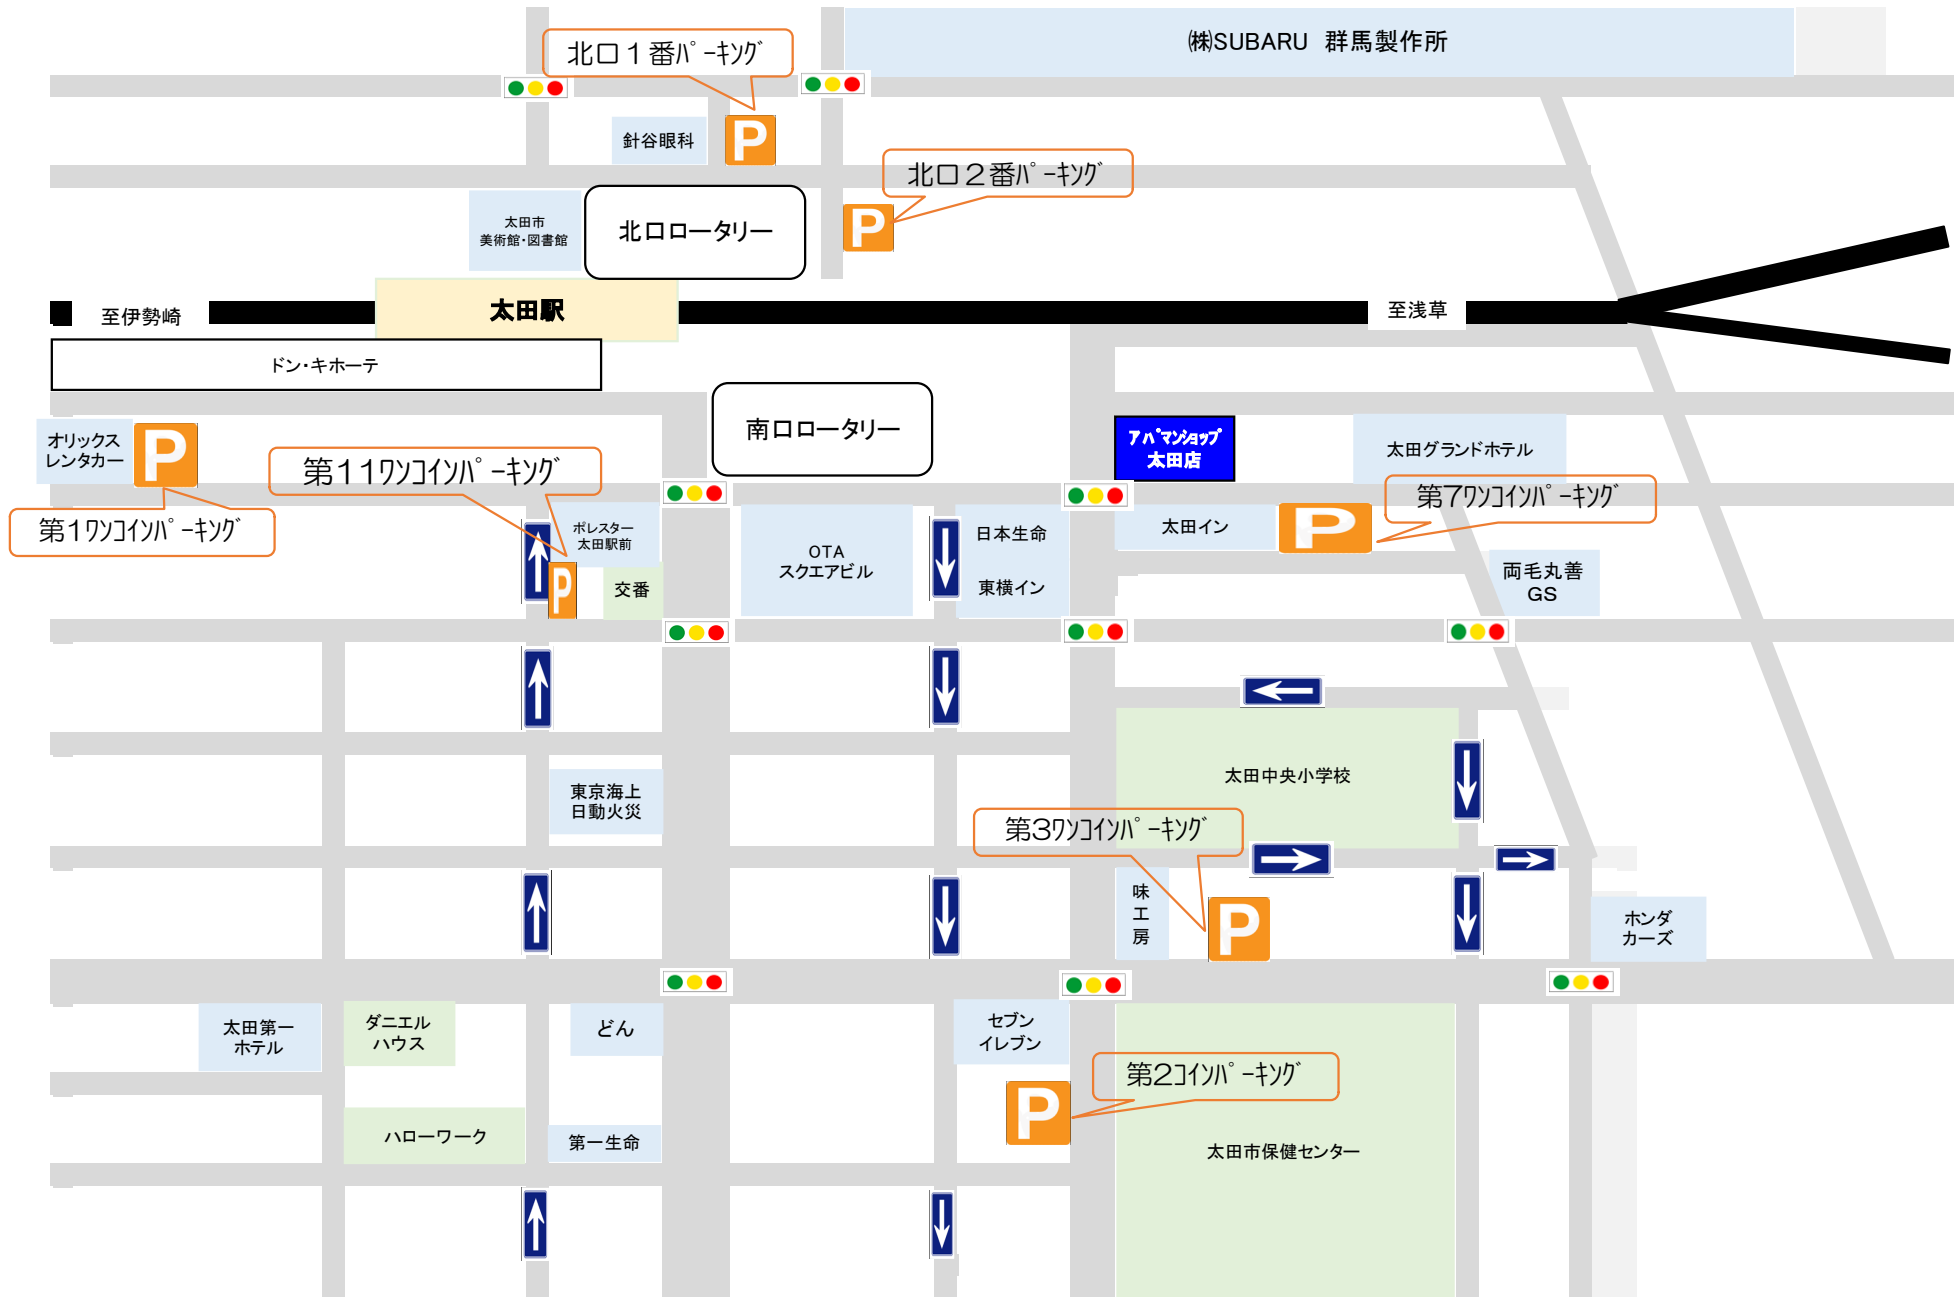 ㈱SUBARU 群馬製作所
北口１番ﾊﾟｰｷﾝｸﾞ
P
針谷眼科
北口２番ﾊﾟｰｷﾝｸﾞ
P
太田市
美術館・図書館
北口ロータリー
太田駅
至伊勢崎
至浅草
ドン・キホーテ
南口ロータリー
オリックス
レンタカー
P
第1ﾜﾝｺｲﾝﾊﾟｰｷﾝｸﾞ
第11ﾜﾝｺｲﾝﾊﾟｰｷﾝｸﾞ
ｱﾊﾟﾏﾝｼｮｯﾌﾟ
太田店
太田グランドホテル
第7ﾜﾝｺｲﾝﾊﾟｰｷﾝｸﾞ
P
ポレスター
太田駅前
P
交番
OTA
スクエアビル
日本生命
東横イン
太田イン
両毛丸善
GS
東京海上
日動火災
太田中央小学校
第3ﾜﾝｺｲﾝﾊﾟｰｷﾝｸﾞ
味
工
房
P
ホンダ
カーズ
太田第一
ホテル
ダニエル
ハウス
どん
セブン
イレブン
第2ｺｲﾝﾊﾟｰｷﾝｸﾞ
P
ハローワーク
第一生命
太田市保健センター